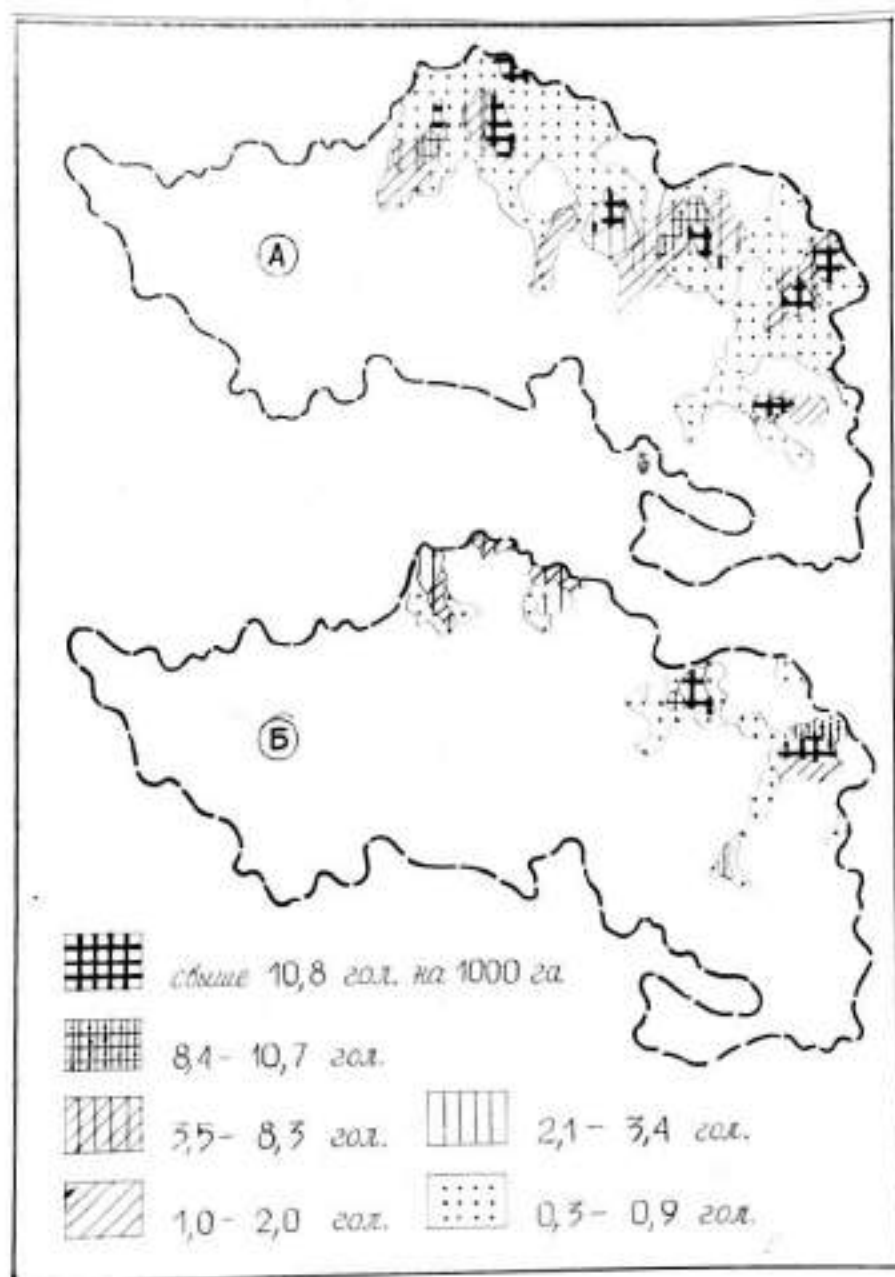 А
Б
свыше 10,8 гол. на 1000 га
8,4 – 10,7 гол.
3,5 – 8,3 гол.
2,1 – 3,4 гол.
1,0 – 2,0 гол.
0,3 – 0,9 гол.